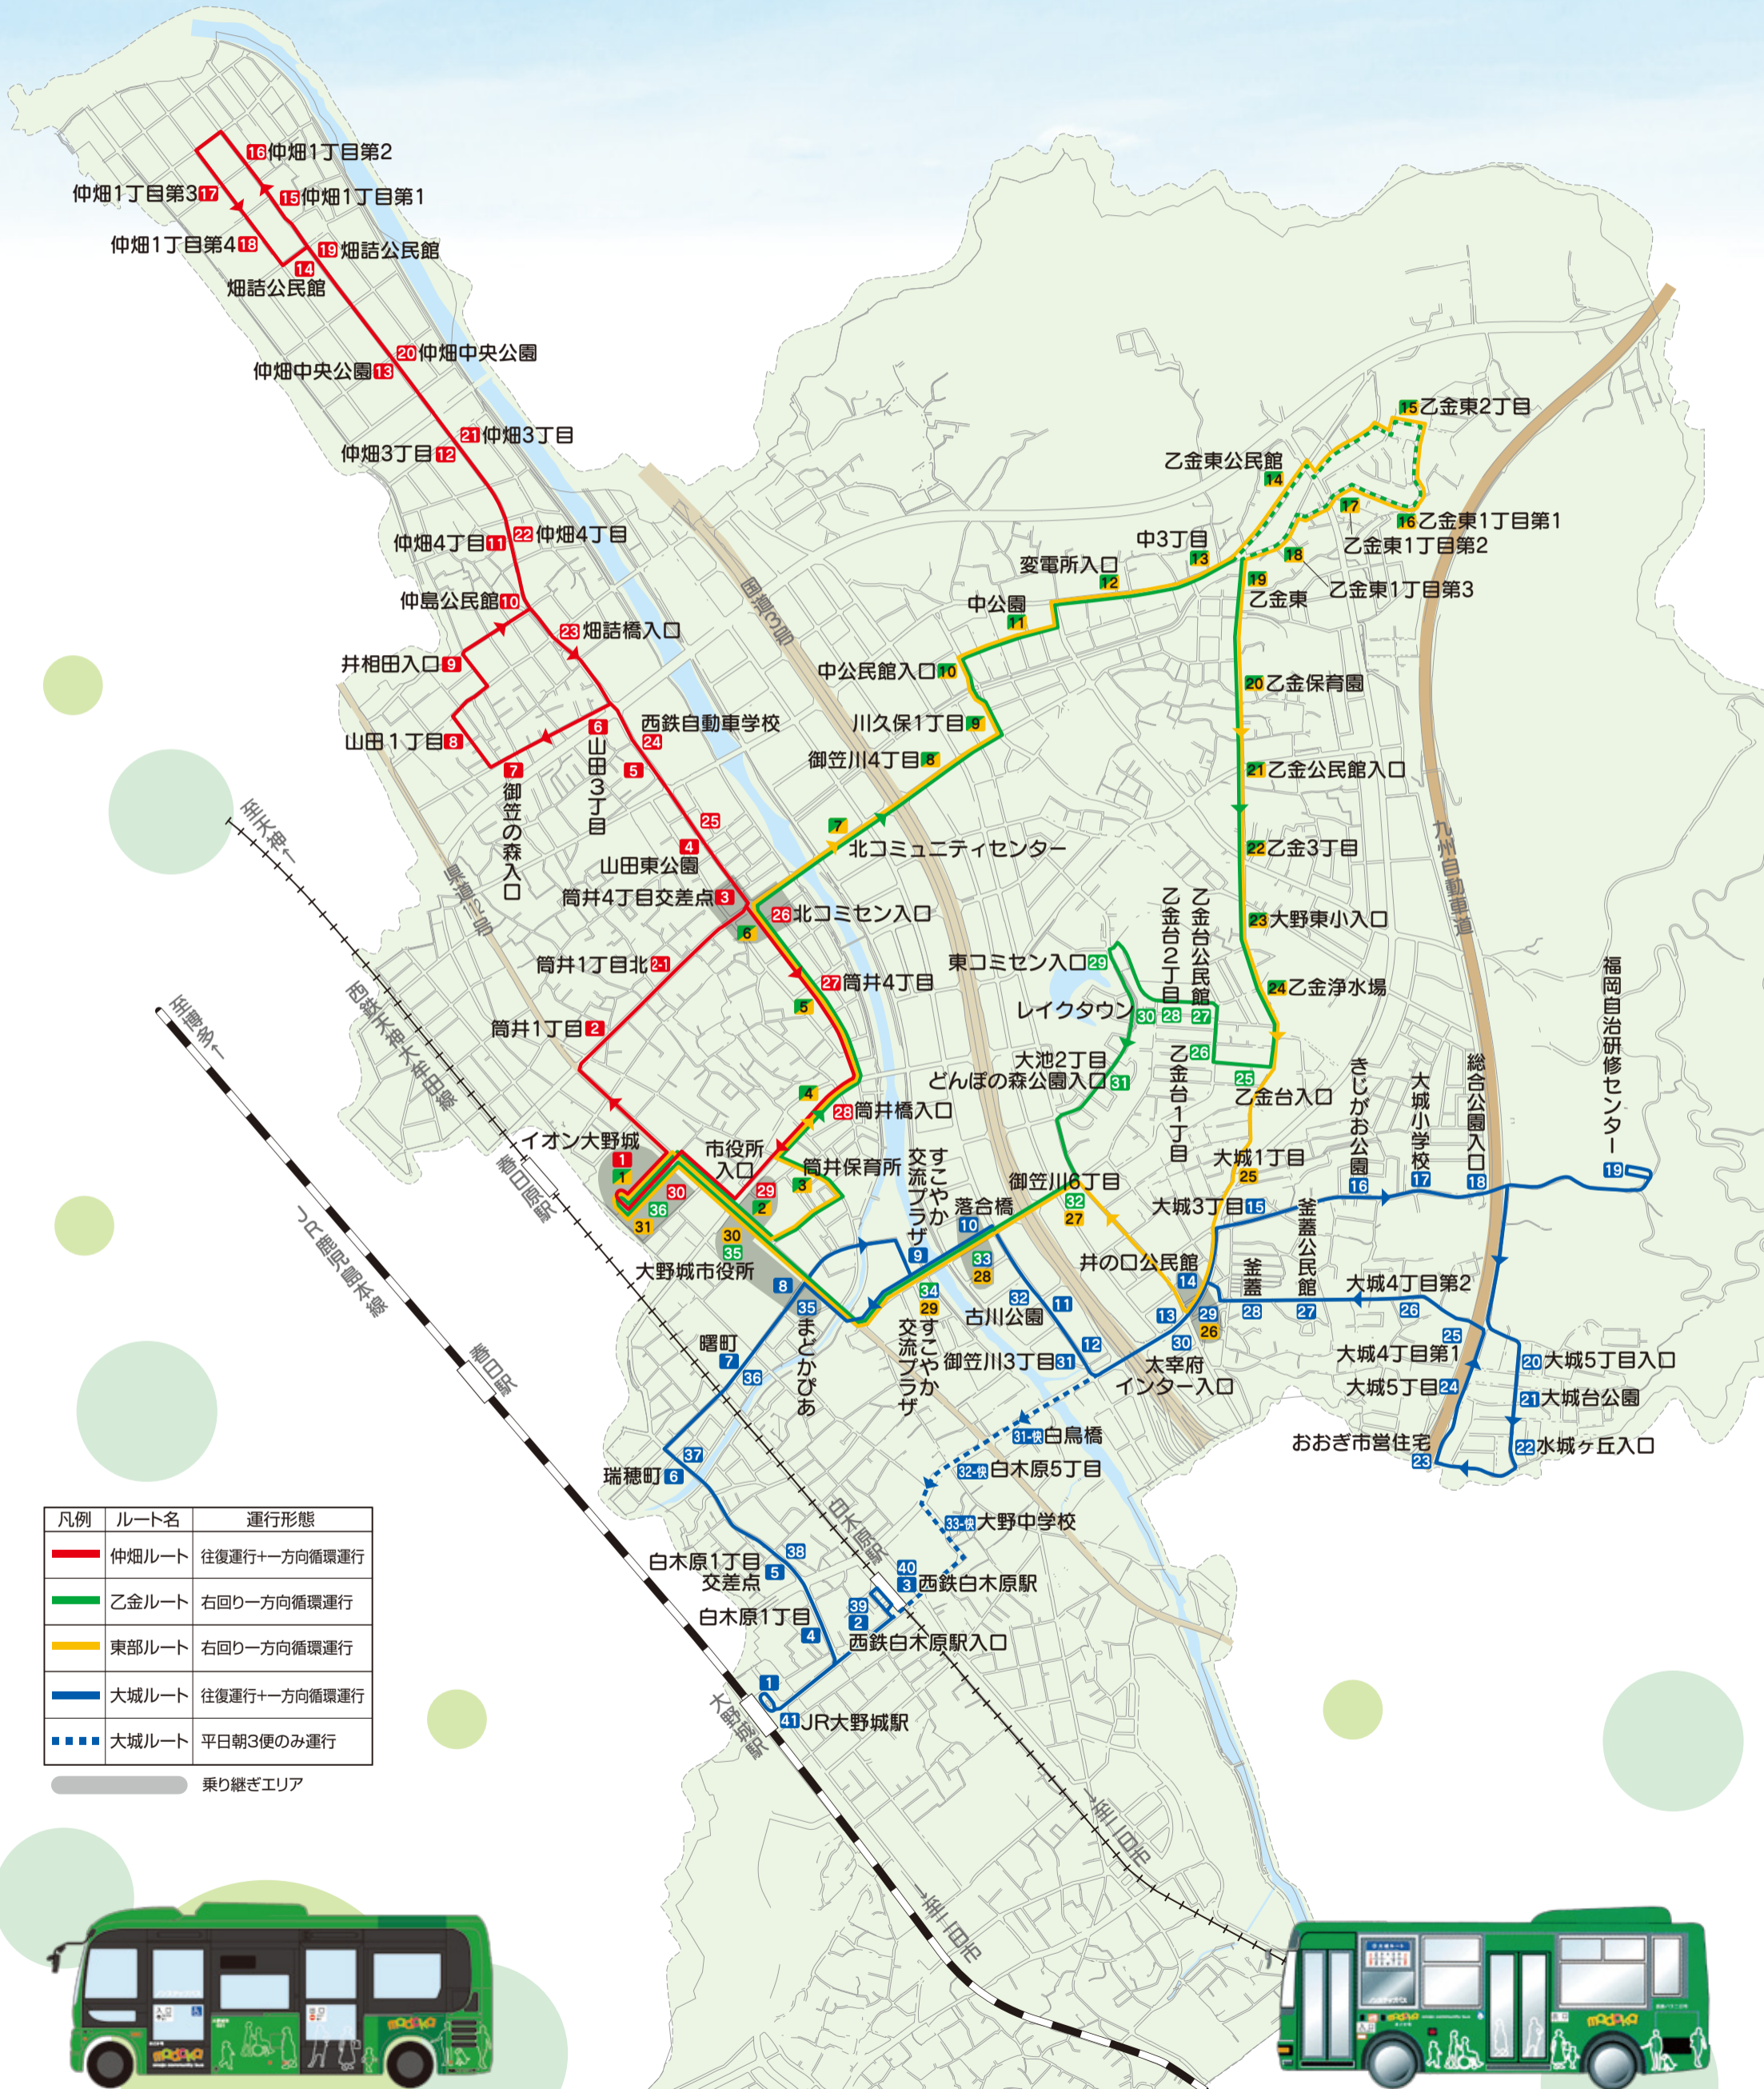 16 仲畑1丁目第2
仲畑1丁目第3 17
15 仲畑1丁目第1
仲畑1丁目第4 18
19 畑詰公民館
14
畑詰公民館
20 仲畑中央公園
仲畑中央公園 13
21 仲畑3丁目
仲畑3丁目 12
22 仲畑4丁目
仲畑4丁目 11
仲島公民館 10
23 畑詰橋入口
井相田入口 9
山田1丁目 8
7
御笠の森入口
6
山田3丁目
西鉄自動車学校
24
5
25
4
山田東公園
筒井4丁目交差点 3
26 北コミセン入口
6
筒井1丁目北 2-1
27 筒井4丁目
5
筒井1丁目 2
4
28 筒井橋入口
イオン大野城
1
1
市役所
入口
29
2
筒井保育所
3
30
36
31
30
35
大野城市役所
国道3号
県道112号
九州自動車道
7
北コミュニティセンター
御笠川4丁目 8
川久保1丁目 9
中公民館入口 10
中公園
11
変電所入口
12
中3丁目
13
乙金東公民館
14
15 乙金東2丁目
16 乙金東1丁目第1
17
乙金東1丁目第2
18
乙金東1丁目第3
19
乙金東
20 乙金保育園
21 乙金公民館入口
22 乙金3丁目
23 大野東小入口
24 乙金浄水場
25
乙金台入口
26
乙金台1丁目
乙金台公民館
27
乙金台2丁目
28
東コミセン入口 29
レイクタウン 30
大池2丁目
どんぽの森公園入口 31
御笠川6丁目
32
27
大城1丁目
25
大城3丁目 15
きじがお公園
16
大城小学校
17
総合公園入口
18
福岡自治研修センター
19
すこやか
交流プラザ
9
落合橋
10
33
28
34
29
すこやか
交流プラザ
古川公園
32
11
12
御笠川3丁目 31
井の口公民館
14
13
29
26
30
太宰府
インター入口
釜蓋
28
釜蓋公民館
27
大城4丁目第2
26
25
大城4丁目第1
大城5丁目 24
20 大城5丁目入口
21 大城台公園
22 水城ヶ丘入口
おおぎ市営住宅
23
8
35
まどかぴあ
曙町
7
36
37
瑞穂町 6
31-快 白鳥橋
32-快 白木原5丁目
33-快 大野中学校
38
白木原1丁目
交差点 5
白木原1丁目
4
40
3 西鉄白木原駅
39
2
西鉄白木原駅入口
1
41 JR大野城駅
至天神→
西鉄天神大牟田線
春日原駅
白木原駅
→至二日市
至博多→
JR鹿児島本線
春日駅
大野城駅
→至二日市
凡例 ルート名 運行形態
仲畑ルート 往復運行+一方向循環運行
乙金ルート 右回り一方向循環運行
東部ルート 右回り一方向循環運行
大城ルート 往復運行+一方向循環運行
大城ルート 平日朝3便のみ運行
乗り継ぎエリア